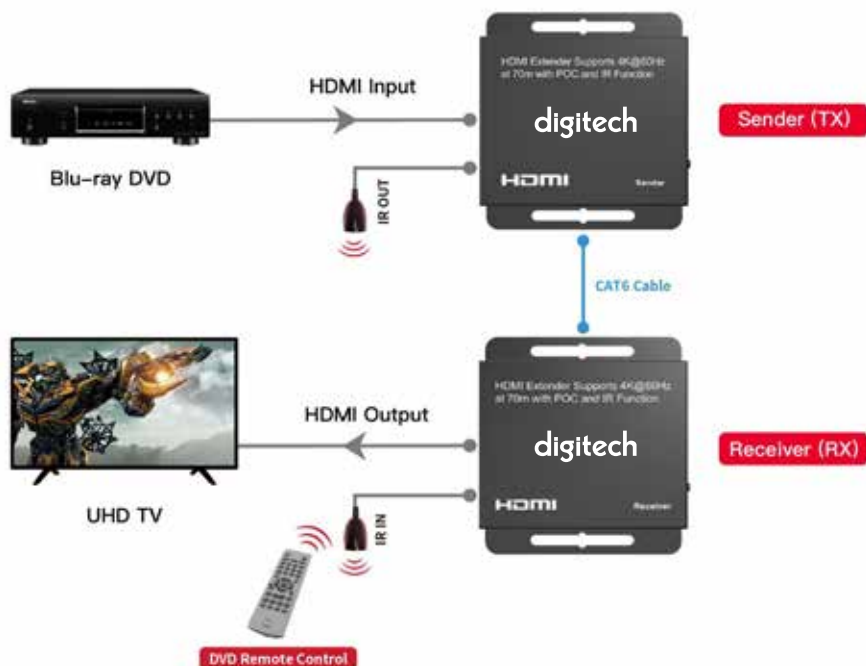 HDMI Extender Supports 4K@60Hz
at 70m with POC and IR Function
HDMI Input
digitech
Sender (TX)
Blu-ray DVD
IR OUT
HDMI
Sender
CAT6 Cable
HDMI Extender Supports 4K@60Hz
at 70m with POC and IR Function
HDMI Output
digitech
Receiver (RX)
UHD TV
IR IN
HDMI
Receiver
DVD Remote Control